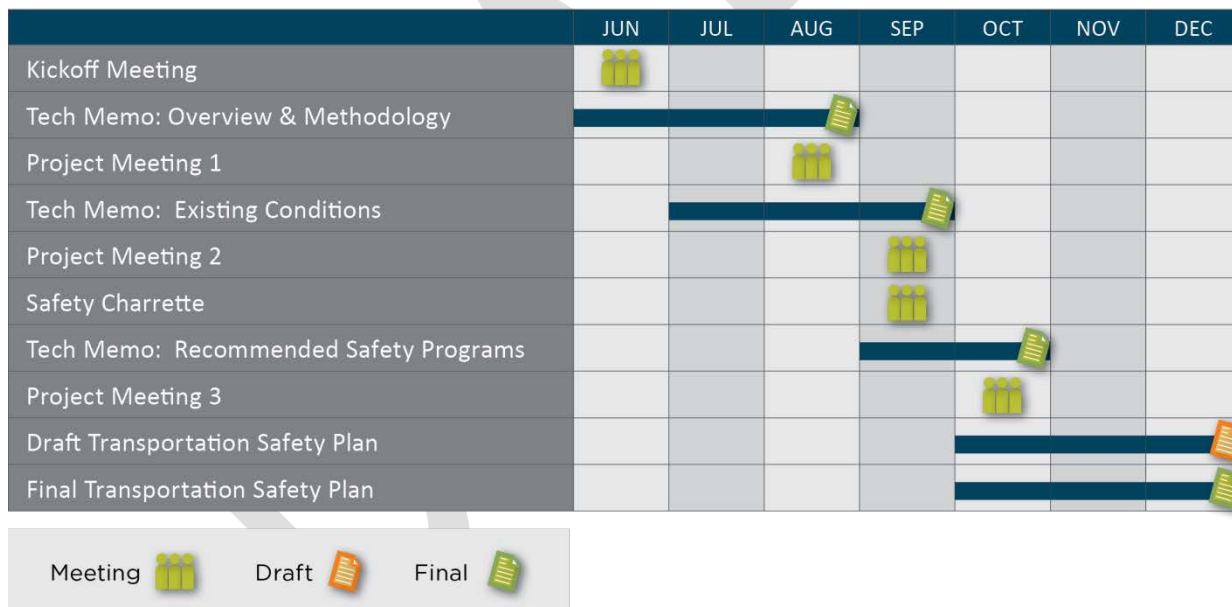 JUN JUL AUG SEP OCT NOV DEC
Kickoff Meeting
Tech Memo: Overview & Methodology
Project Meeting 1
Tech Memo: Existing Conditions
Project Meeting 2
Safety Charrette
Tech Memo: Recommended Safety Programs
Project Meeting 3
Draft Transportation Safety Plan
Final Transportation Safety Plan
Meeting Draft Final